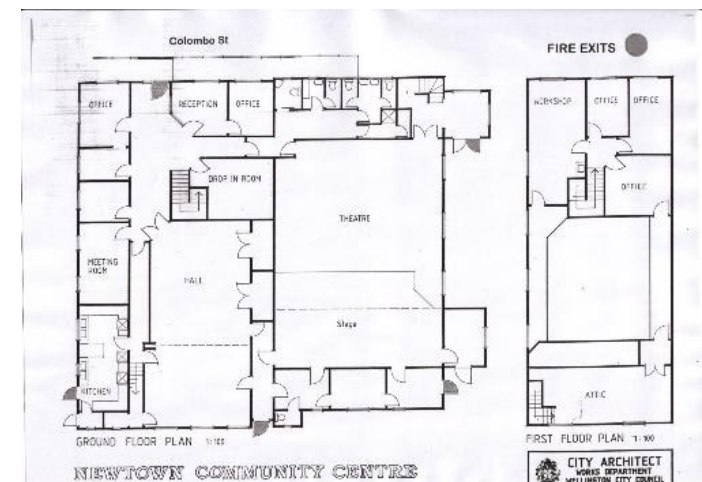 Colombo St
FIRE EXITS
OFFICE
RECEPTION
OFFICE
DROP IN ROOM
THEATRE
MEETING
ROOM
HALL
Stage
KITCHEN
GROUND FLOOR PLAN 1:100
NEWTOWN COMMUNITY CENTRE
WORKSHOP
OFFICE
OFFICE
OFFICE
ATTIC
FIRST FLOOR PLAN 1:100
CITY ARCHITECT
WORKS DEPARTMENT
WELLINGTON CITY COUNCIL